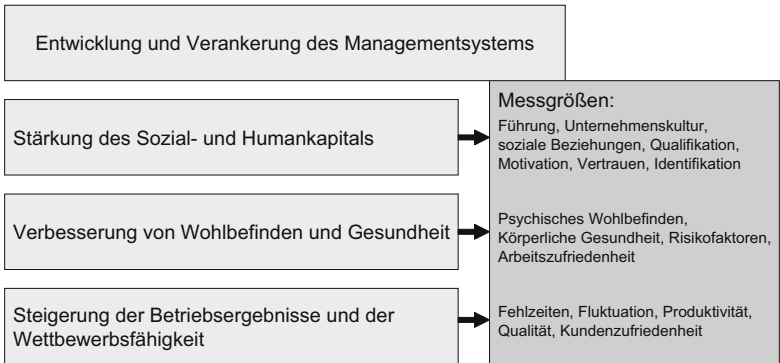 Entwicklung und Verankerung des Managementsystems
Messgrößen:
Stärkung des Sozial- und Humankapitals
Führung, Unternehmenskultur,
soziale Beziehungen, Qualifikation,
Motivation, Vertrauen, Identifikation
Verbesserung von Wohlbefinden und Gesundheit
Psychisches Wohlbefinden,
Körperliche Gesundheit, Risikofaktoren,
Arbeitszufriedenheit
Steigerung der Betriebsergebnisse und der
Wettbewerbsfähigkeit
Fehlzeiten, Fluktuation, Produktivität,
Qualität, Kundenzufriedenheit